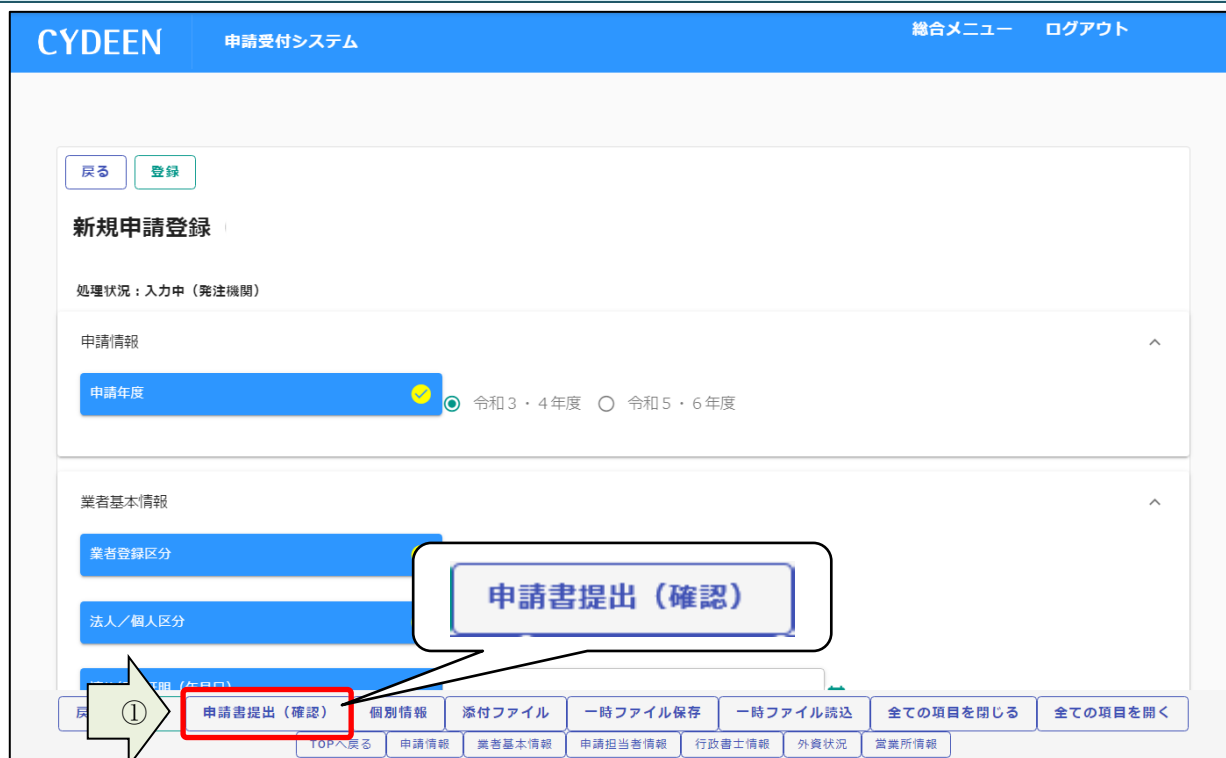 CYDEEN 申請受付システム 総合メニュー ログアウト
戻る 登録
新規申請登録
処理状況：入力中（発注機関）
申請情報
申請年度 令和３・４年度 令和５・６年度
業者基本情報
業者登録区分
申請書提出（確認）
法人／個人区分
① 申請書提出（確認） 個別情報 添付ファイル 一時ファイル保存 一時ファイル読込 全ての項目を閉じる 全ての項目を開く
TOPへ戻る 申請情報 業者基本情報 申請担当者情報 行政書士情報 外資状況 営業所情報